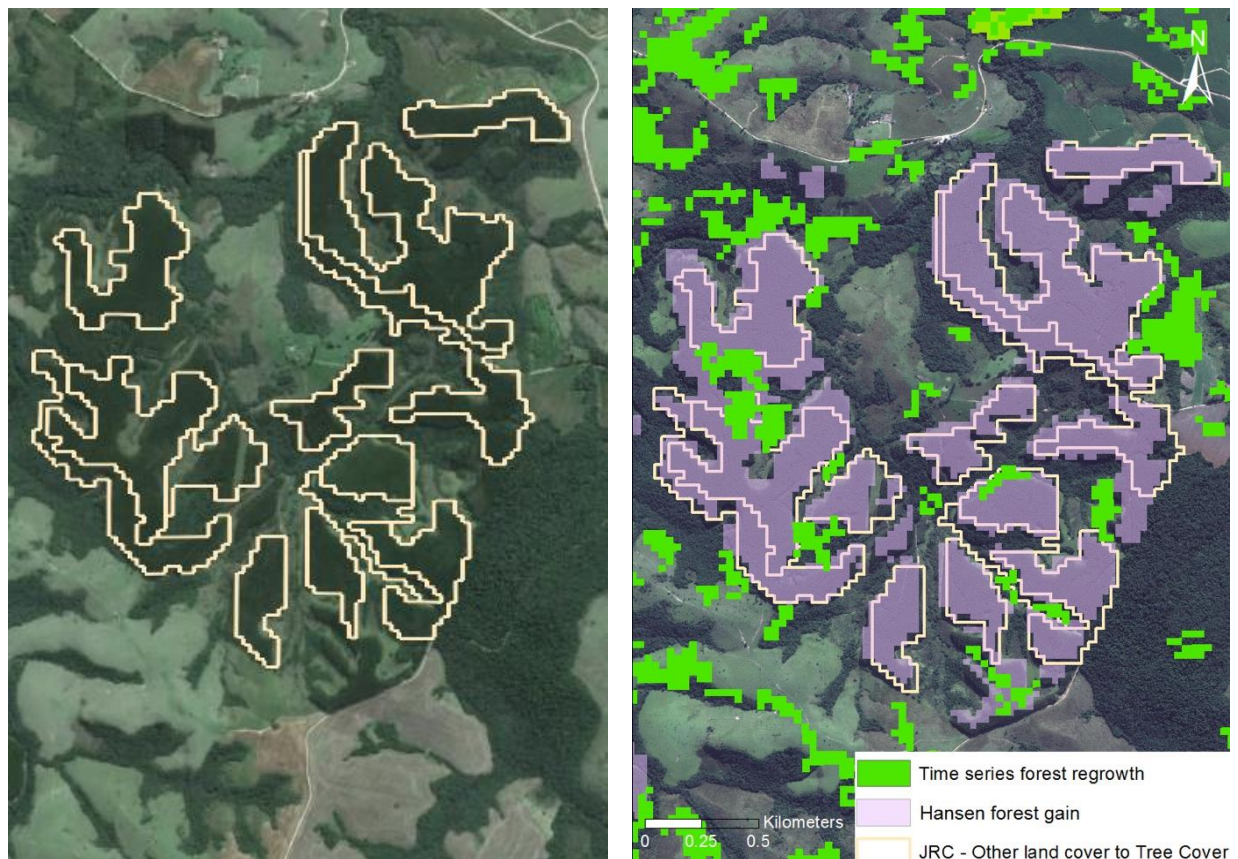 N
Time series forest regrowth
Hansen forest gain
JRC - Other land cover to Tree Cover
Kilometers
0 0.25 0.5